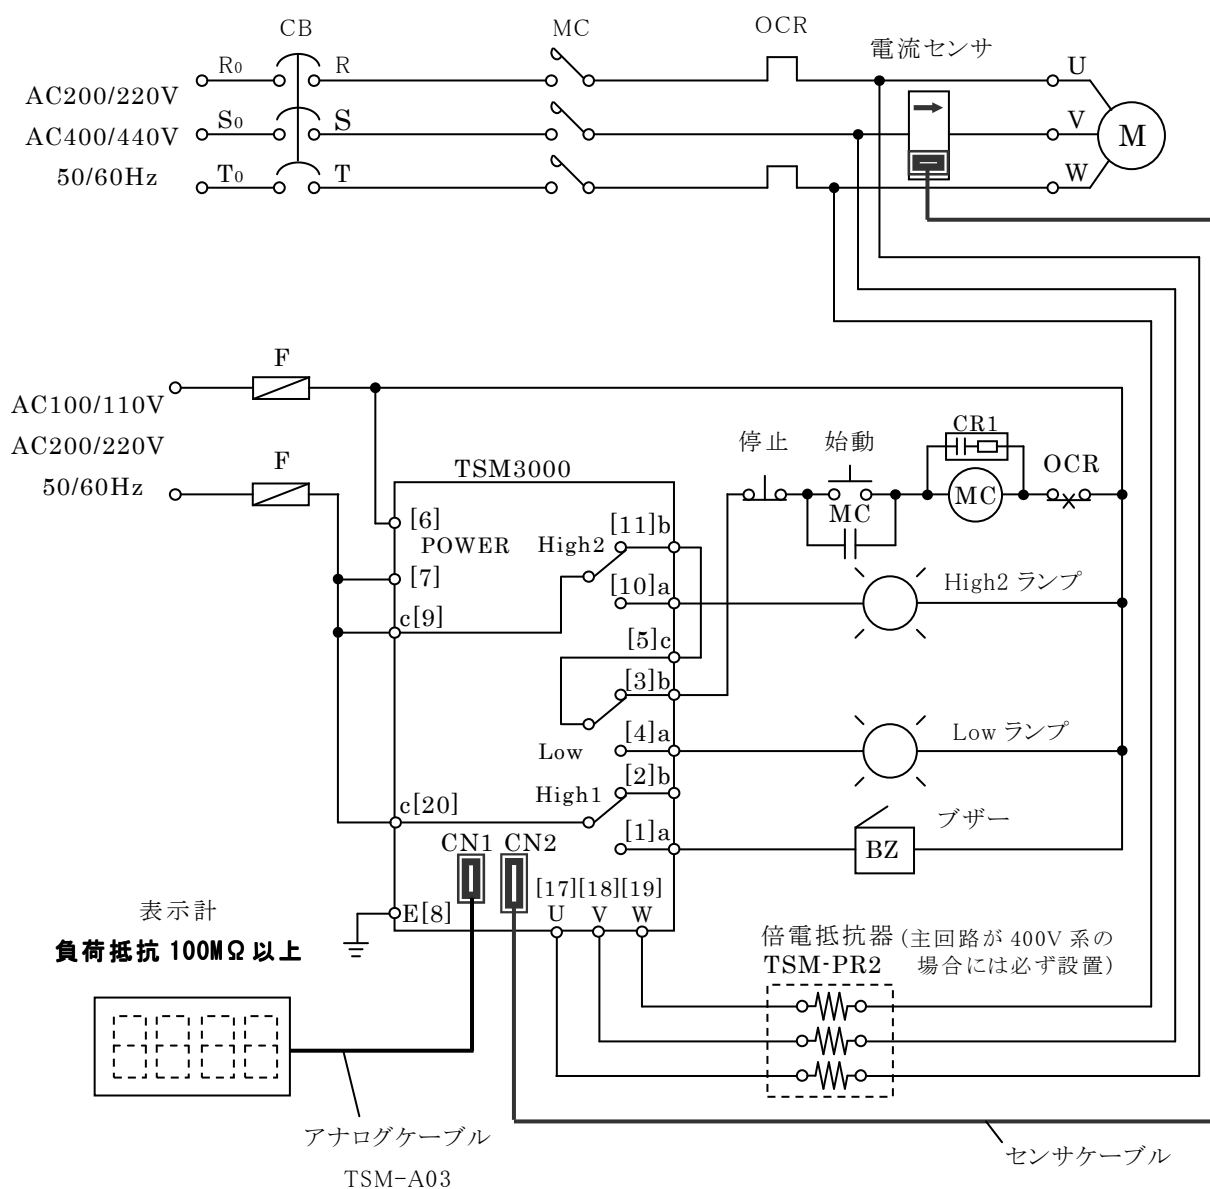 CB
MC
OCR
電流センサ
AC200/220V
AC400/440V
50/60Hz
R0
R
U
S0
S
V
M
T0
T
W
F
AC100/110V
AC200/220V
50/60Hz
F
TSM3000
停止
始動
CR1
OCR
MC
MC
[6]
POWER
[7]
c[9]
High2
[11]b
[10]a
High2 ランプ
[5]c
[3]b
Low
[4]a
Low ランプ
[2]b
High1
c[20]
[1]a
ブザー
BZ
CN1
CN2
[17][18][19]
U
V
W
E[8]
表示計
負荷抵抗 100MΩ以上
倍電抵抗器 (主回路が 400V 系の
TSM-PR2
場合には必ず設置)
アナログケーブル
TSM-A03
センサケーブル